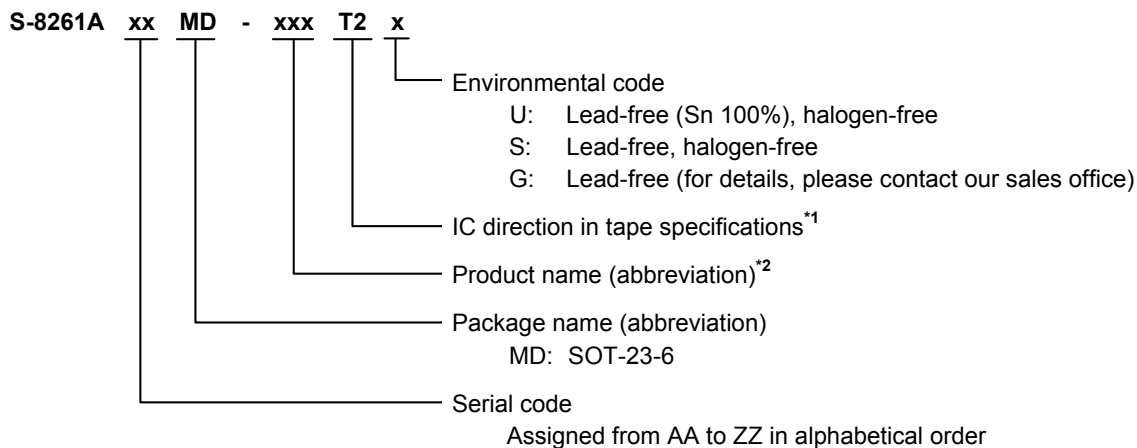 S-8261A xx MD - xxx T2 x
Environmental code
U: Lead-free (Sn 100%), halogen-free
S: Lead-free, halogen-free
G: Lead-free (for details, please contact our sales office)
IC direction in tape specifications*1
Product name (abbreviation)*2
Package name (abbreviation)
MD: SOT-23-6
Serial code
Assigned from AA to ZZ in alphabetical order